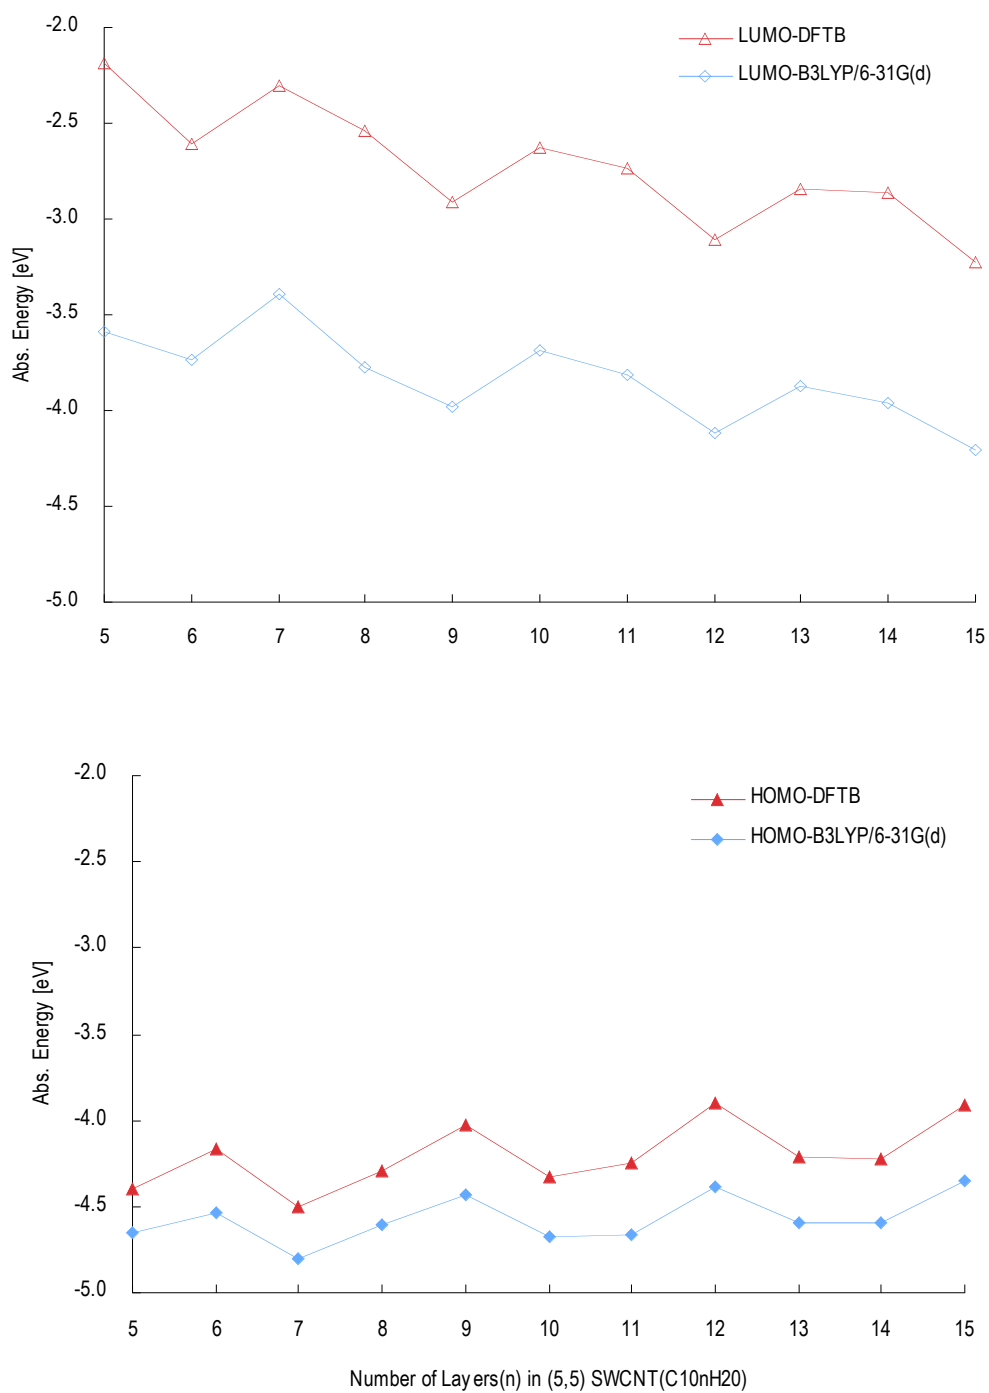 -2.0
LUMO-DFTB
LUMO-B3LYP/6-31G(d)
-2.5
-3.0
-3.5
-4.0
-4.5
-5.0
Abs. Energy [eV]
5 6 7 8 9 10 11 12 13 14 15
-2.0
HOMO-DFTB
HOMO-B3LYP/6-31G(d)
-2.5
-3.0
-3.5
-4.0
-4.5
-5.0
Abs. Energy [eV]
5 6 7 8 9 10 11 12 13 14 15
Number of Layers(n) in (5,5) SWCNT(C10nH20)